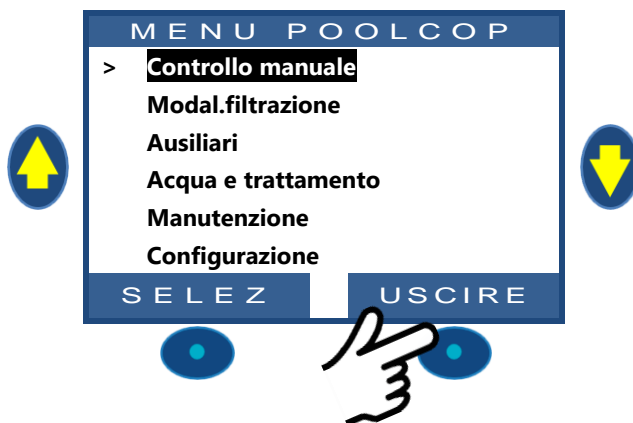 MENU POOLCOP
> Controllo manuale
Modal.filtrazione
Ausiliari
Acqua e trattamento
Manutenzione
Configurazione
SELEZ USCIRE